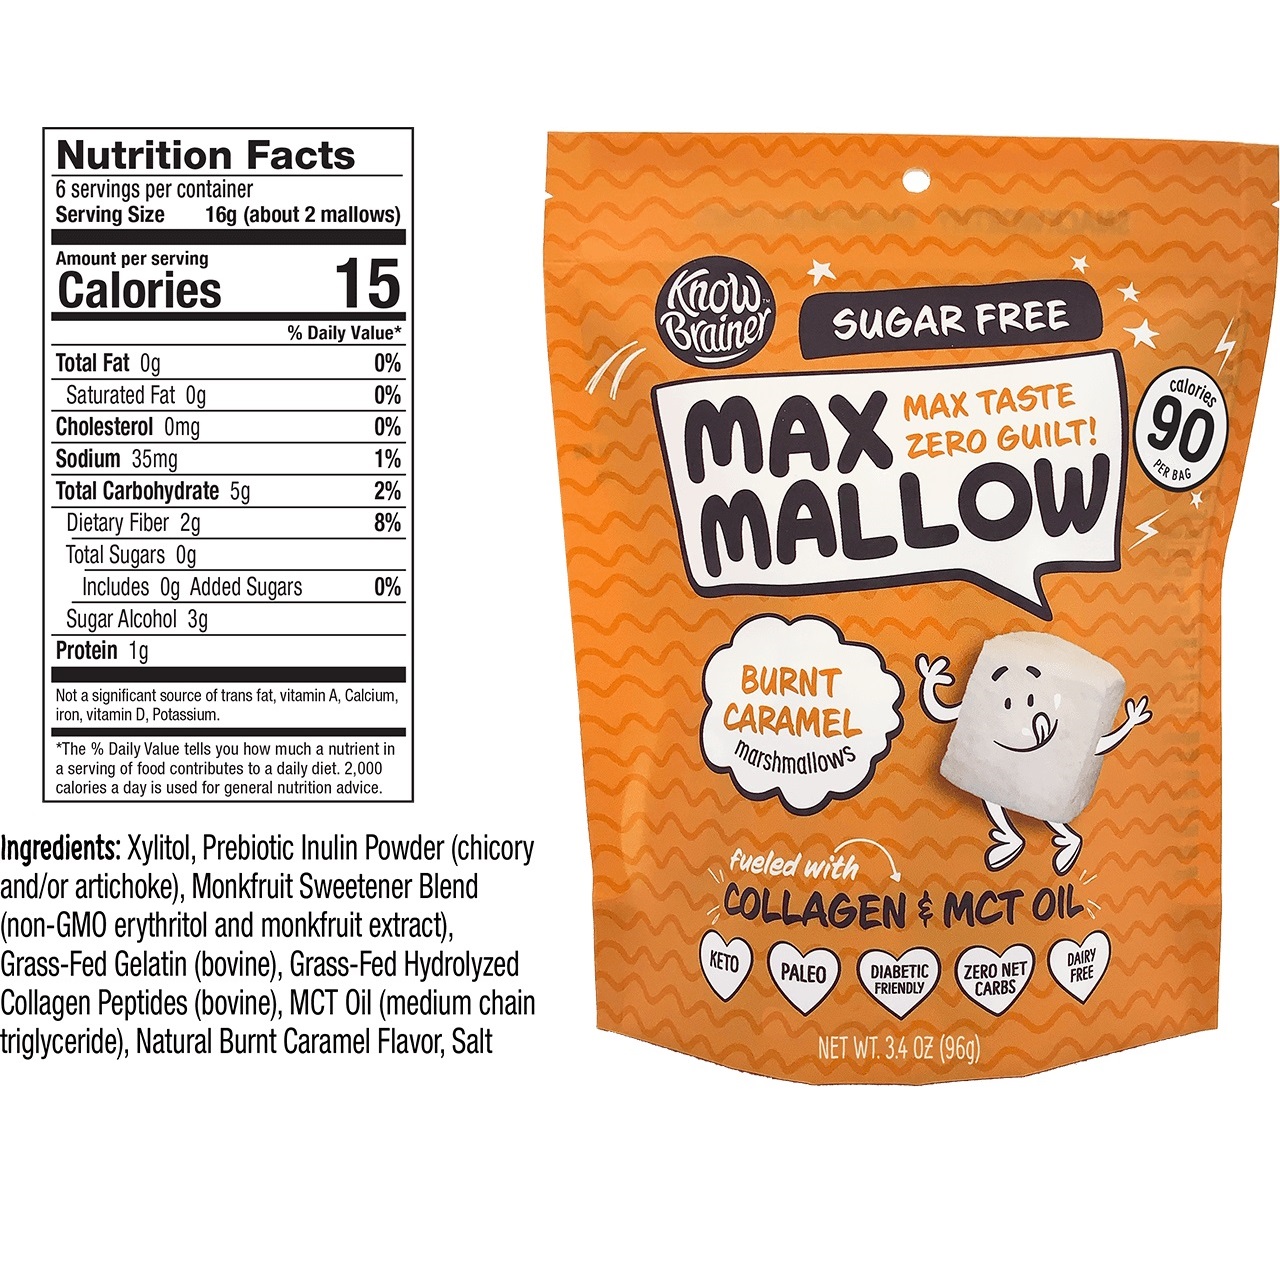 Nutrition Facts
6 servings per container
Serving Size 16g (about 2 mallows)
Amount per serving
Calories 15
% Daily Value*
Total Fat 0g 0%
Saturated Fat 0g 0%
Cholesterol 0mg 0%
Sodium 35mg 1%
Total Carbohydrate 5g 2%
Dietary Fiber 2g 8%
Total Sugars 0g
Includes 0g Added Sugars 0%
Sugar Alcohol 3g
Protein 1g
Not a significant source of trans fat, vitamin A, Calcium,
iron, vitamin D, Potassium.
*The % Daily Value tells you how much a nutrient in
a serving of food contributes to a daily diet. 2,000
calories a day is used for general nutrition advice.
Ingredients: Xylitol, Prebiotic Inulin Powder (chicory
and/or artichoke), Monkfruit Sweetener Blend
(non-GMO erythritol and monkfruit extract),
Grass-Fed Gelatin (bovine), Grass-Fed Hydrolyzed
Collagen Peptides (bovine), MCT Oil (medium chain
triglyceride), Natural Burnt Caramel Flavor, Salt
Know
Brainer™
SUGAR FREE
MAX
MAX TASTE
ZERO GUILT!
MALLOW
calories
90
PER BAG
BURNT
CARAMEL
marshmallows
fueled with
COLLAGEN & MCT OIL
KETO
PALEO
DIABETIC
FRIENDLY
ZERO NET
CARBS
DAIRY
FREE
NET WT. 3.4 OZ (96g)